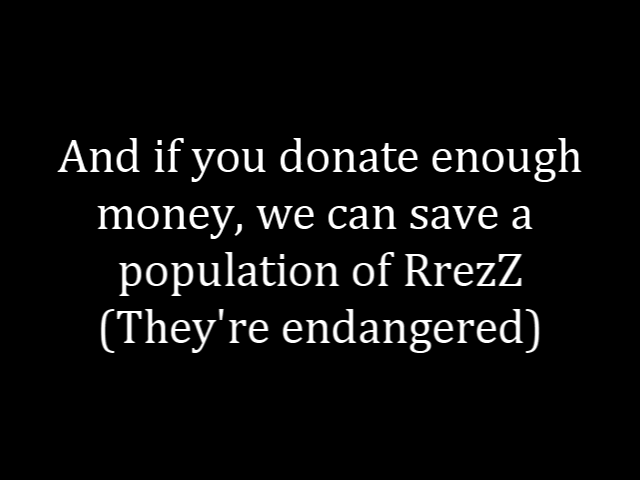 And if you donate enough
money, we can save a
population of RrezZ
(They're endangered)